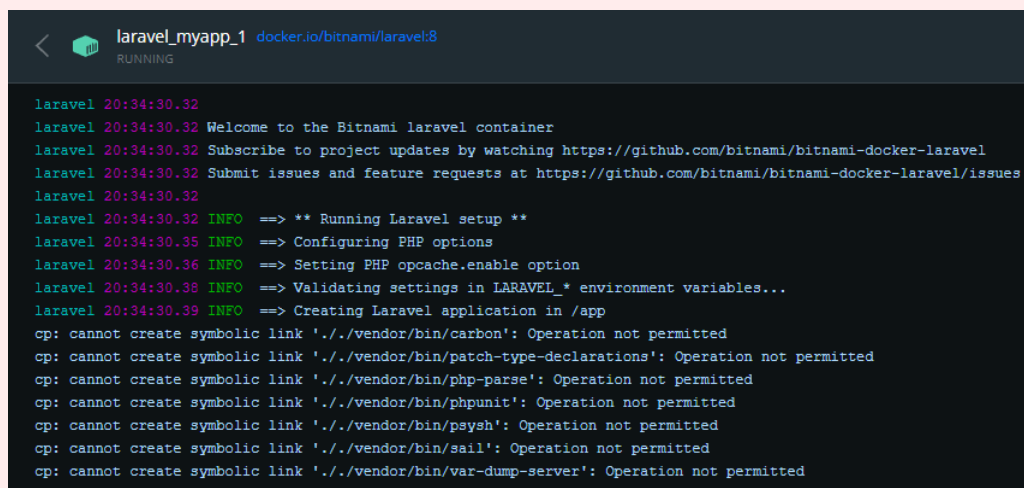 laravel_myapp_1 docker.io/bitnami/laravel:8
RUNNING
laravel 20:34:30.32
laravel 20:34:30.32 Welcome to the Bitnami laravel container
laravel 20:34:30.32 Subscribe to project updates by watching https://github.com/bitnami/bitnami-docker-laravel
laravel 20:34:30.32 Submit issues and feature requests at https://github.com/bitnami/bitnami-docker-laravel/issues
laravel 20:34:30.32
laravel 20:34:30.32 INFO  ==> ** Running Laravel setup **
laravel 20:34:30.35 INFO  ==> Configuring PHP options
laravel 20:34:30.36 INFO  ==> Setting PHP opcache.enable option
laravel 20:34:30.38 INFO  ==> Validating settings in LARAVEL_* environment variables...
laravel 20:34:30.39 INFO  ==> Creating Laravel application in /app
cp: cannot create symbolic link '././vendor/bin/carbon': Operation not permitted
cp: cannot create symbolic link '././vendor/bin/patch-type-declarations': Operation not permitted
cp: cannot create symbolic link '././vendor/bin/php-parse': Operation not permitted
cp: cannot create symbolic link '././vendor/bin/phpunit': Operation not permitted
cp: cannot create symbolic link '././vendor/bin/psysh': Operation not permitted
cp: cannot create symbolic link '././vendor/bin/sail': Operation not permitted
cp: cannot create symbolic link '././vendor/bin/var-dump-server': Operation not permitted